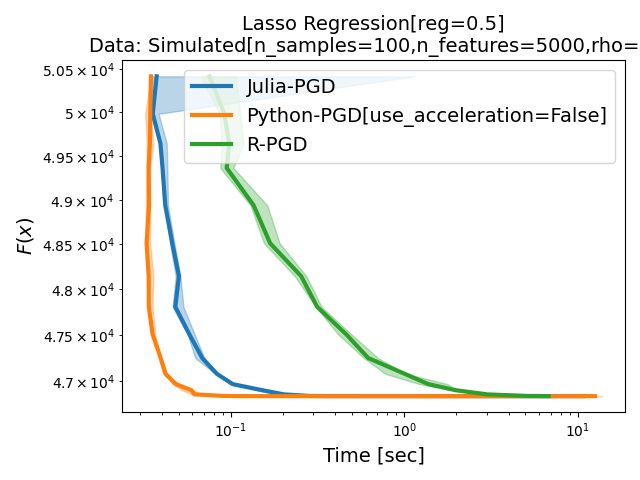 Lasso Regression[reg=0.5]
Data: Simulated[n_samples=100,n_features=5000,rho=
5.05 × 10⁴
5 × 10⁴
4.95 × 10⁴
4.9 × 10⁴
4.85 × 10⁴
4.8 × 10⁴
4.75 × 10⁴
4.7 × 10⁴
F(x)
Julia-PGD
Python-PGD[use_acceleration=False]
R-PGD
10⁻¹
10⁰
10¹
Time [sec]